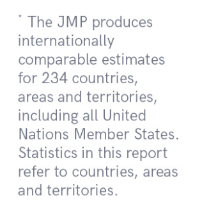 * The JMP produces
internationally
comparable estimates
for 234 countries,
areas and territories,
including all United
Nations Member States.
Statistics in this report
refer to countries, areas
and territories.